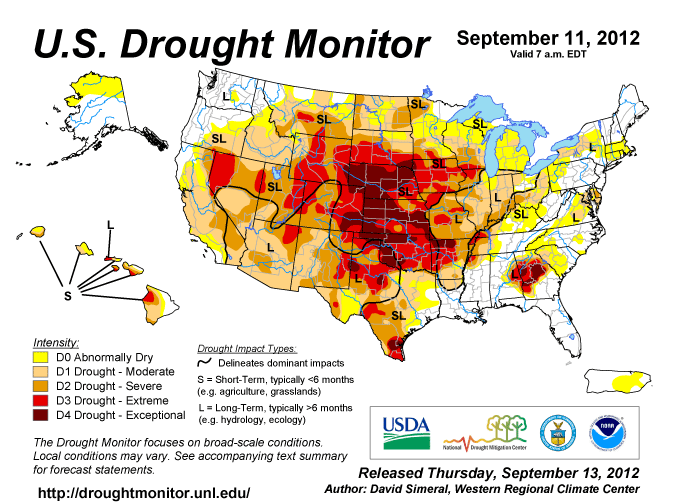 U.S. Drought Monitor
September 11, 2012
Valid 7 a.m. EDT
L
SL
SL
SL
SL
L
SL
SL
L
L
SL
L
L
L
SL
L
SL
L
S
Intensity:
D0 Abnormally Dry
D1 Drought - Moderate
D2 Drought - Severe
D3 Drought - Extreme
D4 Drought - Exceptional
Drought Impact Types:
Delineates dominant impacts
S = Short-Term, typically <6 months
(e.g. agriculture, grasslands)
L = Long-Term, typically >6 months
(e.g. hydrology, ecology)
The Drought Monitor focuses on broad-scale conditions.
Local conditions may vary. See accompanying text summary
for forecast statements.
http://droughtmonitor.unl.edu/
USDA
National Drought Mitigation Center
NOAA
Released Thursday, September 13, 2012
Author: David Simeral, Western Regional Climate Center